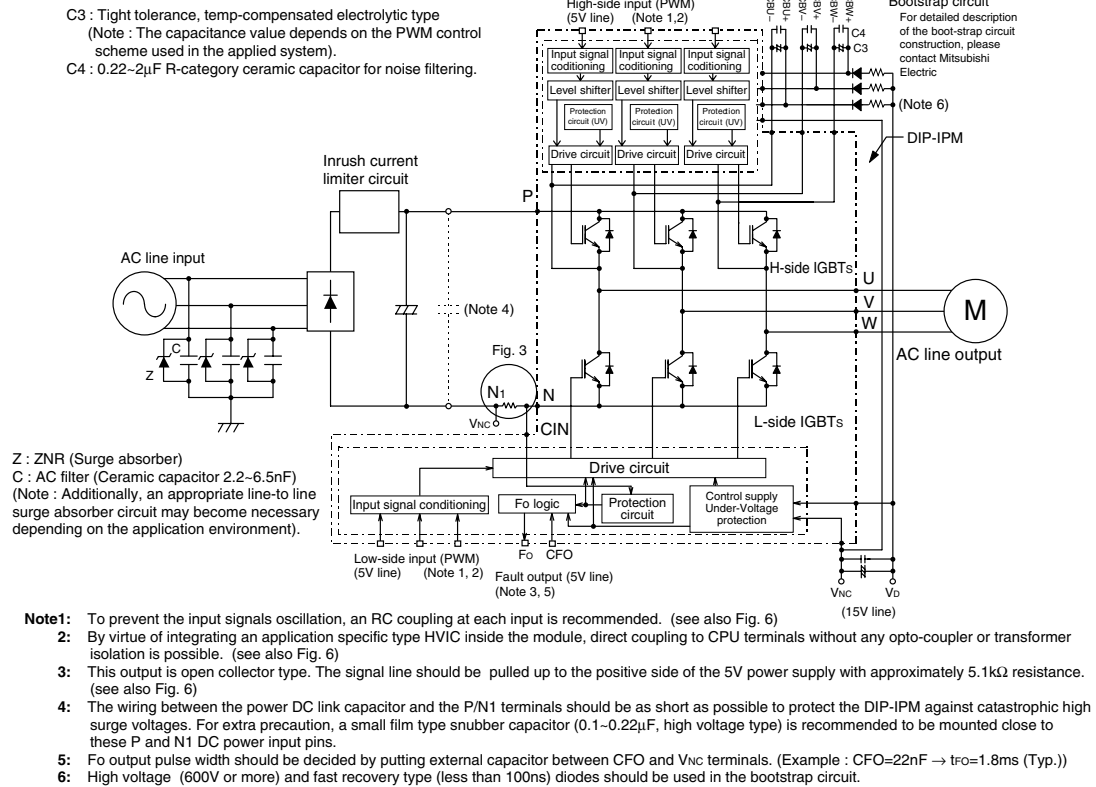 C3 : Tight tolerance, temp-compensated electrolytic type
(Note : The capacitance value depends on the PWM control
scheme used in the applied system).
C4 : 0.22~2µF R-category ceramic capacitor for noise filtering.
High-side input (PWM)
(5V line) (Note 1,2)
CBU–
CBU+
CBV–
CBV+
CBW–
CBW+
C4
C3
Bootstrap circuit
For detailed description
of the boot-strap circuit
construction, please
contact Mitsubishi
Electric
(Note 6)
DIP-IPM
Input signal
coditioning
Input signal
coditioning
Input signal
coditioning
Level shifter
Level shifter
Level shifter
Protection
circuit (UV)
Protection
circuit (UV)
Protection
circuit (UV)
Drive circuit
Drive circuit
Drive circuit
Inrush current
limiter circuit
P
AC line input
H-side IGBTS
U
V
W
M
AC line output
(Note 4)
C
Z
Fig. 3
N1
N
VNC
CIN
L-side IGBTS
Z : ZNR (Surge absorber)
C : AC filter (Ceramic capacitor 2.2~6.5nF)
(Note : Additionally, an appropriate line-to line
surge absorber circuit may become necessary
depending on the application environment).
Drive circuit
Input signal conditioning
Fo logic
Protection
circuit
Control supply
Under-Voltage
protection
Low-side input (PWM)
(5V line) (Note 1, 2)
FO CFO
Fault output (5V line)
(Note 3, 5)
VNC VD
(15V line)
Note1: To prevent the input signals oscillation, an RC coupling at each input is recommended. (see also Fig. 6)
2: By virtue of integrating an application specific type HVIC inside the module, direct coupling to CPU terminals without any opto-coupler or transformer
isolation is possible. (see also Fig. 6)
3: This output is open collector type. The signal line should be pulled up to the positive side of the 5V power supply with approximately 5.1kΩ resistance.
(see also Fig. 6)
4: The wiring between the power DC link capacitor and the P/N1 terminals should be as short as possible to protect the DIP-IPM against catastrophic high
surge voltages. For extra precaution, a small film type snubber capacitor (0.1~0.22µF, high voltage type) is recommended to be mounted close to
these P and N1 DC power input pins.
5: Fo output pulse width should be decided by putting external capacitor between CFO and VNC terminals. (Example : CFO=22nF → tFO=1.8ms (Typ.))
6: High voltage (600V or more) and fast recovery type (less than 100ns) diodes should be used in the bootstrap circuit.